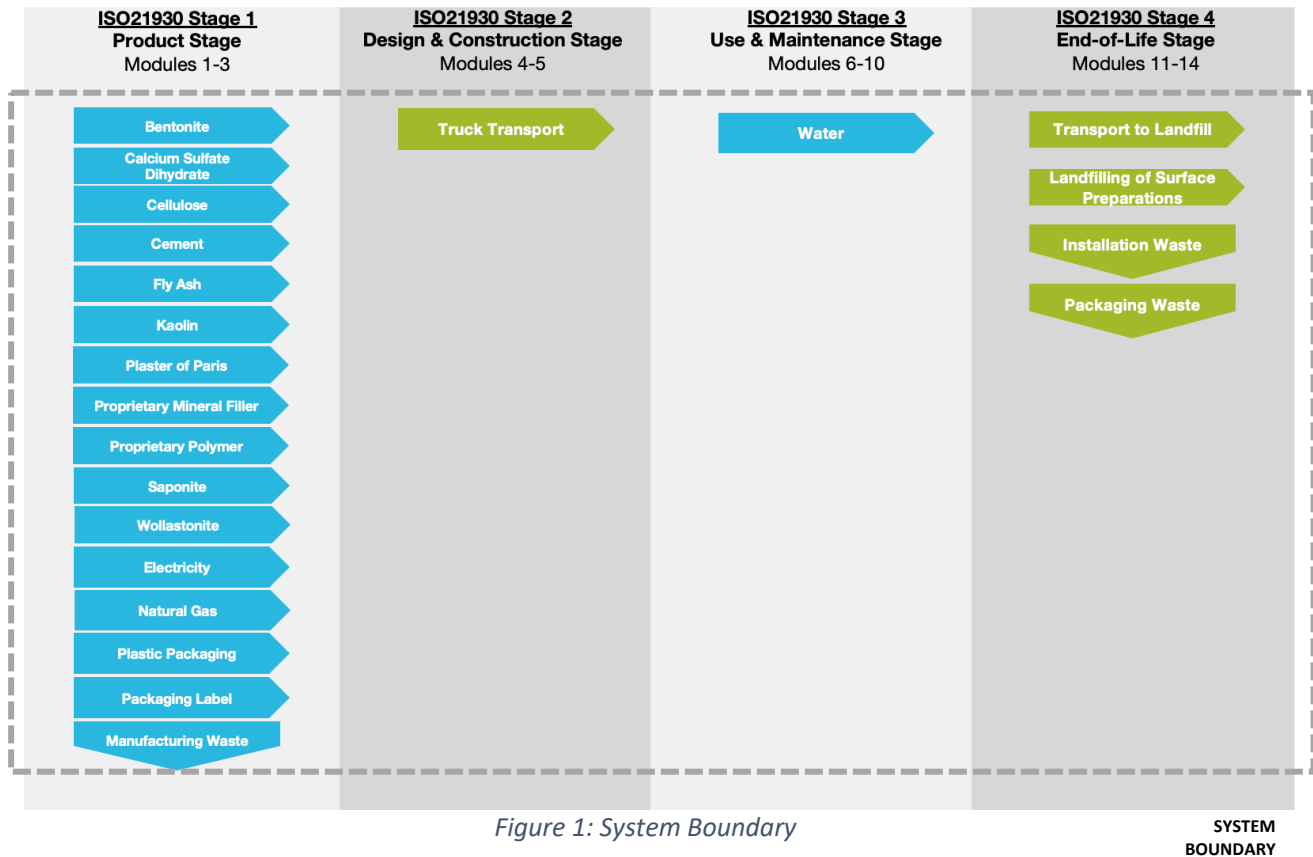 ISO21930 Stage 1
Product Stage
Modules 1-3
ISO21930 Stage 2
Design & Construction Stage
Modules 4-5
ISO21930 Stage 3
Use & Maintenance Stage
Modules 6-10
ISO21930 Stage 4
End-of-Life Stage
Modules 11-14
Bentonite
Calcium Sulfate
Dihydrate
Cellulose
Cement
Fly Ash
Kaolin
Plaster of Paris
Proprietary Mineral Filler
Proprietary Polymer
Saponite
Wollastonite
Electricity
Natural Gas
Plastic Packaging
Packaging Label
Manufacturing Waste
Truck Transport
Water
Transport to Landfill
Landfilling of Surface
Preparations
Installation Waste
Packaging Waste
Figure 1: System Boundary
SYSTEM
BOUNDARY